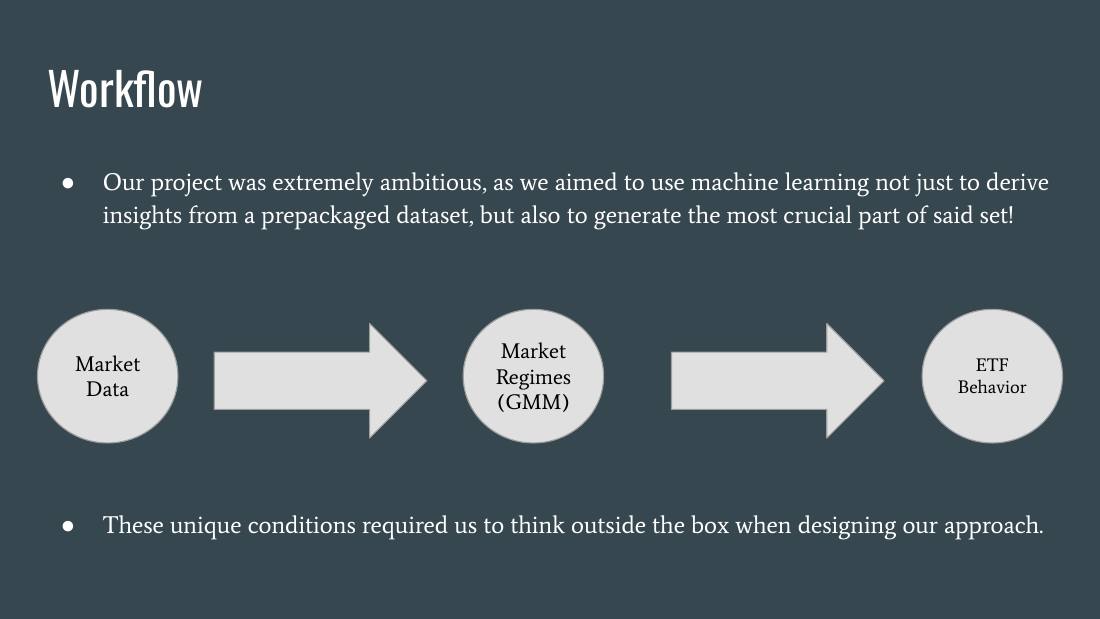 Workflow
● Our project was extremely ambitious, as we aimed to use machine learning not just to derive
insights from a prepackaged dataset, but also to generate the most crucial part of said set!
Market
Data
Market
Regimes
(GMM)
ETF
Behavior
● These unique conditions required us to think outside the box when designing our approach.